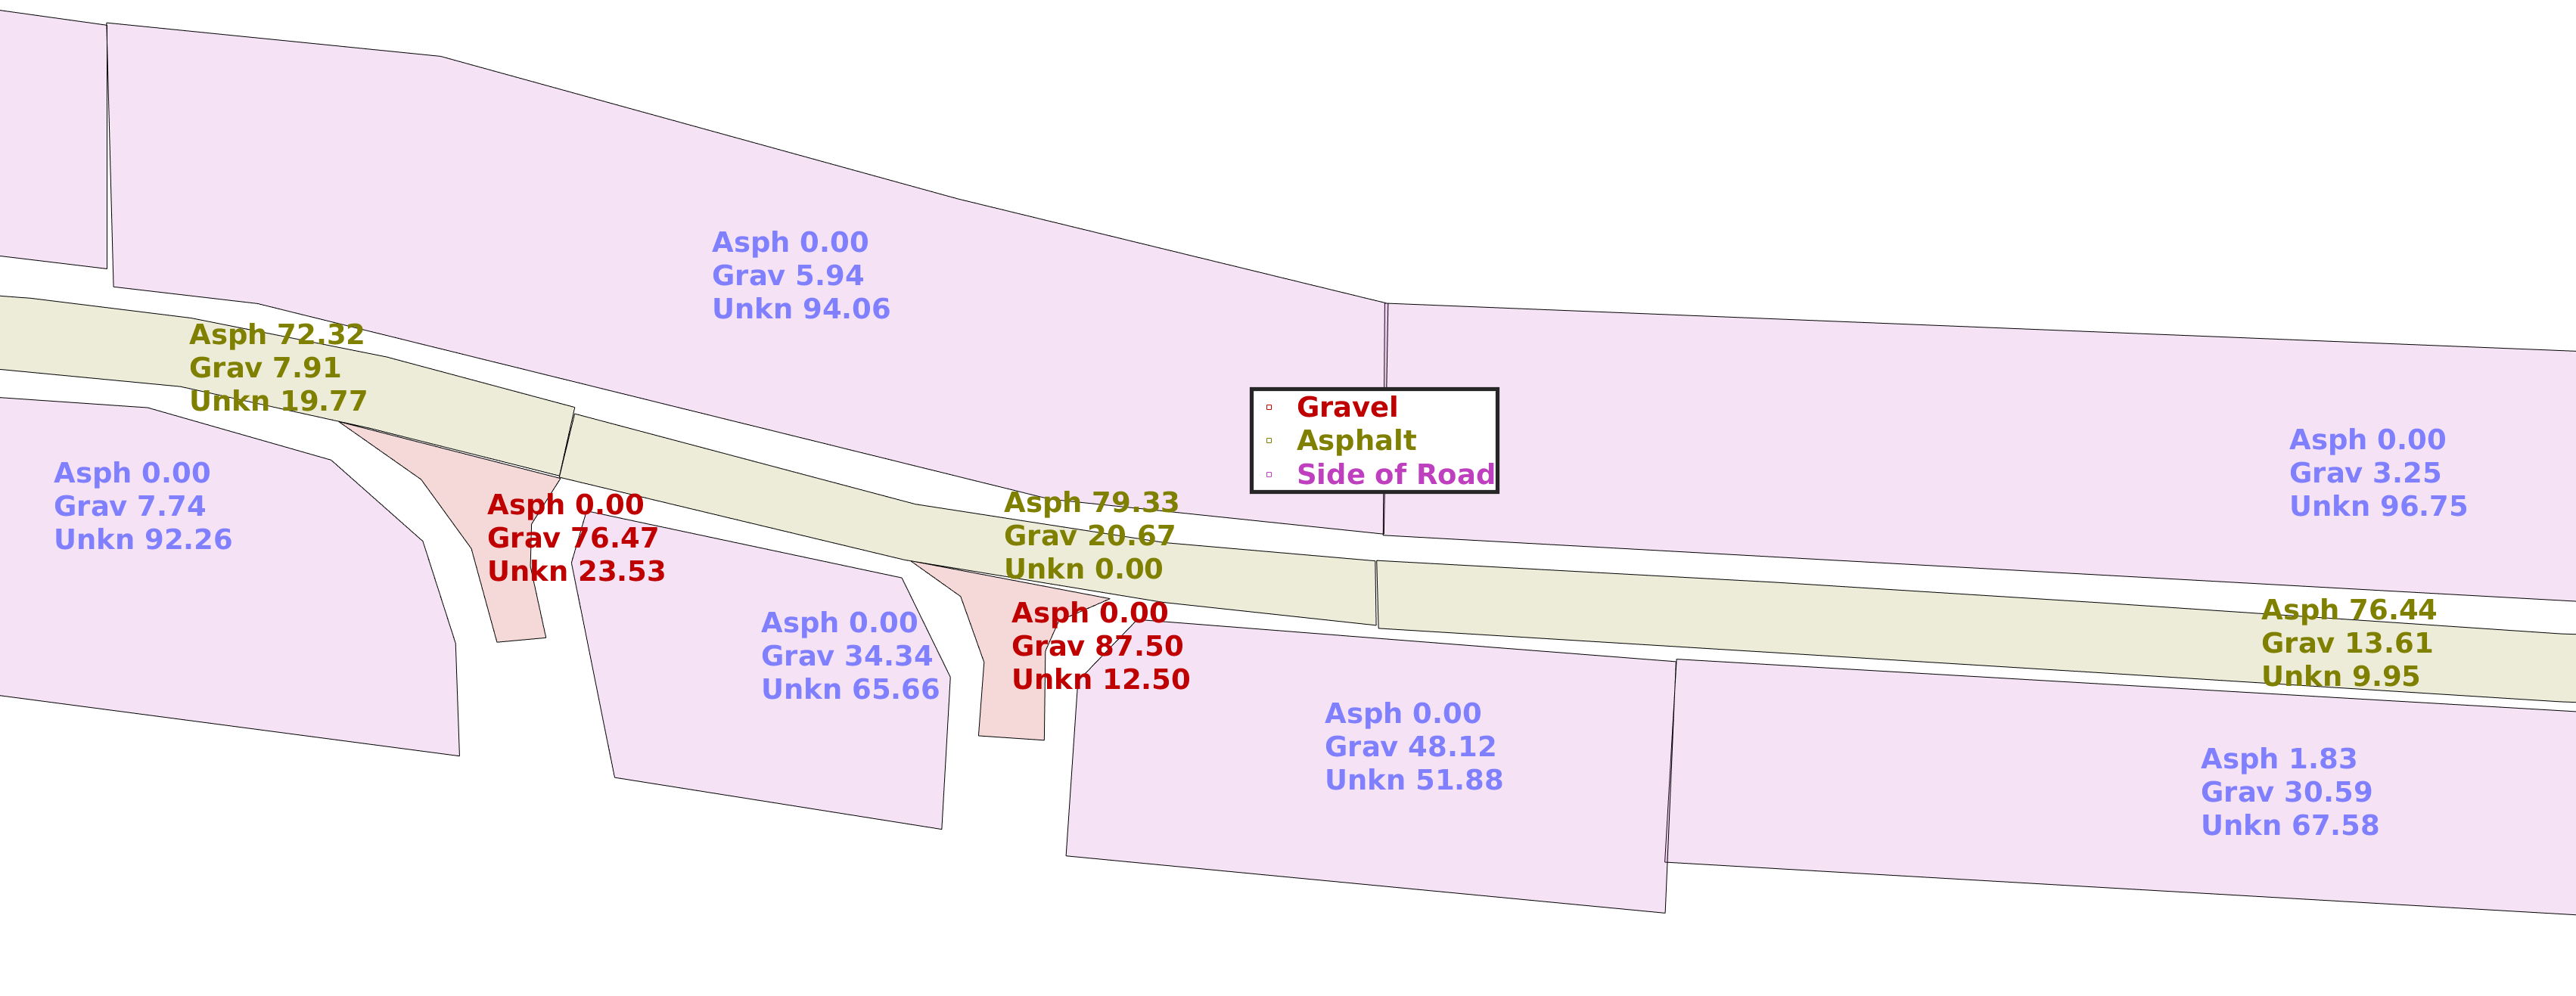 Asph 0.00
Grav 5.94
Unkn 94.06
Asph 72.32
Grav 7.91
Unkn 19.77
Gravel
Asphalt
Side of Road
Asph 0.00
Grav 3.25
Unkn 96.75
Asph 0.00
Grav 7.74
Unkn 92.26
Asph 0.00
Grav 76.47
Unkn 23.53
Asph 79.33
Grav 20.67
Unkn 0.00
Asph 0.00
Grav 34.34
Unkn 65.66
Asph 0.00
Grav 87.50
Unkn 12.50
Asph 76.44
Grav 13.61
Unkn 9.95
Asph 0.00
Grav 48.12
Unkn 51.88
Asph 1.83
Grav 30.59
Unkn 67.58